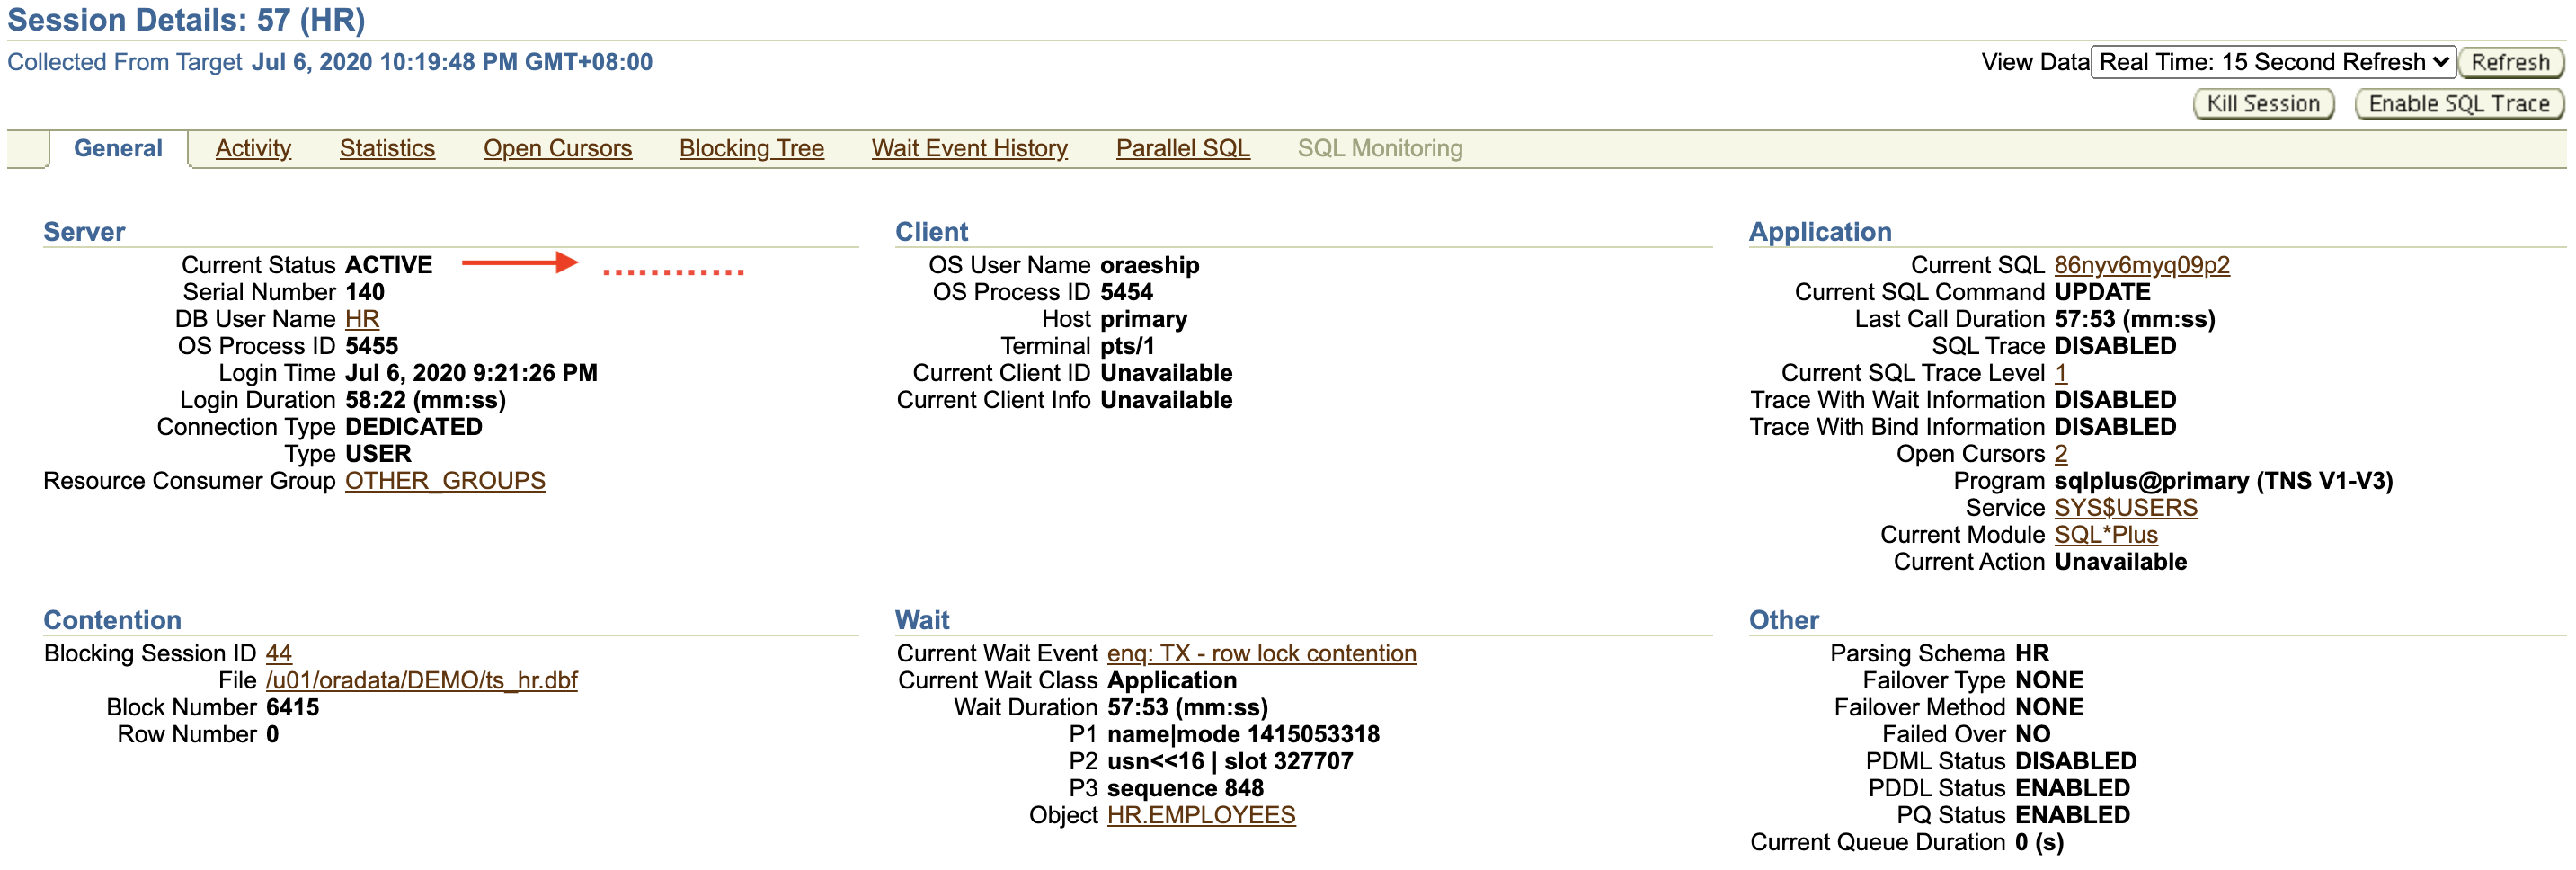 Session Details: 57 (HR)
Collected From Target Jul 6, 2020 10:19:48 PM GMT+08:00
View Data Real Time: 15 Second Refresh Refresh
Kill Session Enable SQL Trace
General Activity Statistics Open Cursors Blocking Tree Wait Event History Parallel SQL SQL Monitoring
Server
Current Status ACTIVE
Serial Number 140
DB User Name HR
OS Process ID 5455
Login Time Jul 6, 2020 9:21:26 PM
Login Duration 58:22 (mm:ss)
Connection Type DEDICATED
Type USER
Resource Consumer Group OTHER_GROUPS
Client
OS User Name oraeship
OS Process ID 5454
Host primary
Terminal pts/1
Current Client ID Unavailable
Current Client Info Unavailable
Application
Current SQL 86nyv6myq09p2
Current SQL Command UPDATE
Last Call Duration 57:53 (mm:ss)
SQL Trace DISABLED
Current SQL Trace Level 1
Trace With Wait Information DISABLED
Trace With Bind Information DISABLED
Open Cursors 2
Program sqlplus@primary (TNS V1-V3)
Service SYS$USERS
Current Module SQL*Plus
Current Action Unavailable
Contention
Blocking Session ID 44
File /u01/oradata/DEMO/ts_hr.dbf
Block Number 6415
Row Number 0
Wait
Current Wait Event enq: TX - row lock contention
Current Wait Class Application
Wait Duration 57:53 (mm:ss)
P1 name|mode 1415053318
P2 usn<<16 | slot 327707
P3 sequence 848
Object HR.EMPLOYEES
Other
Parsing Schema HR
Failover Type NONE
Failover Method NONE
Failed Over NO
PDML Status DISABLED
PDDL Status ENABLED
PQ Status ENABLED
Current Queue Duration 0 (s)